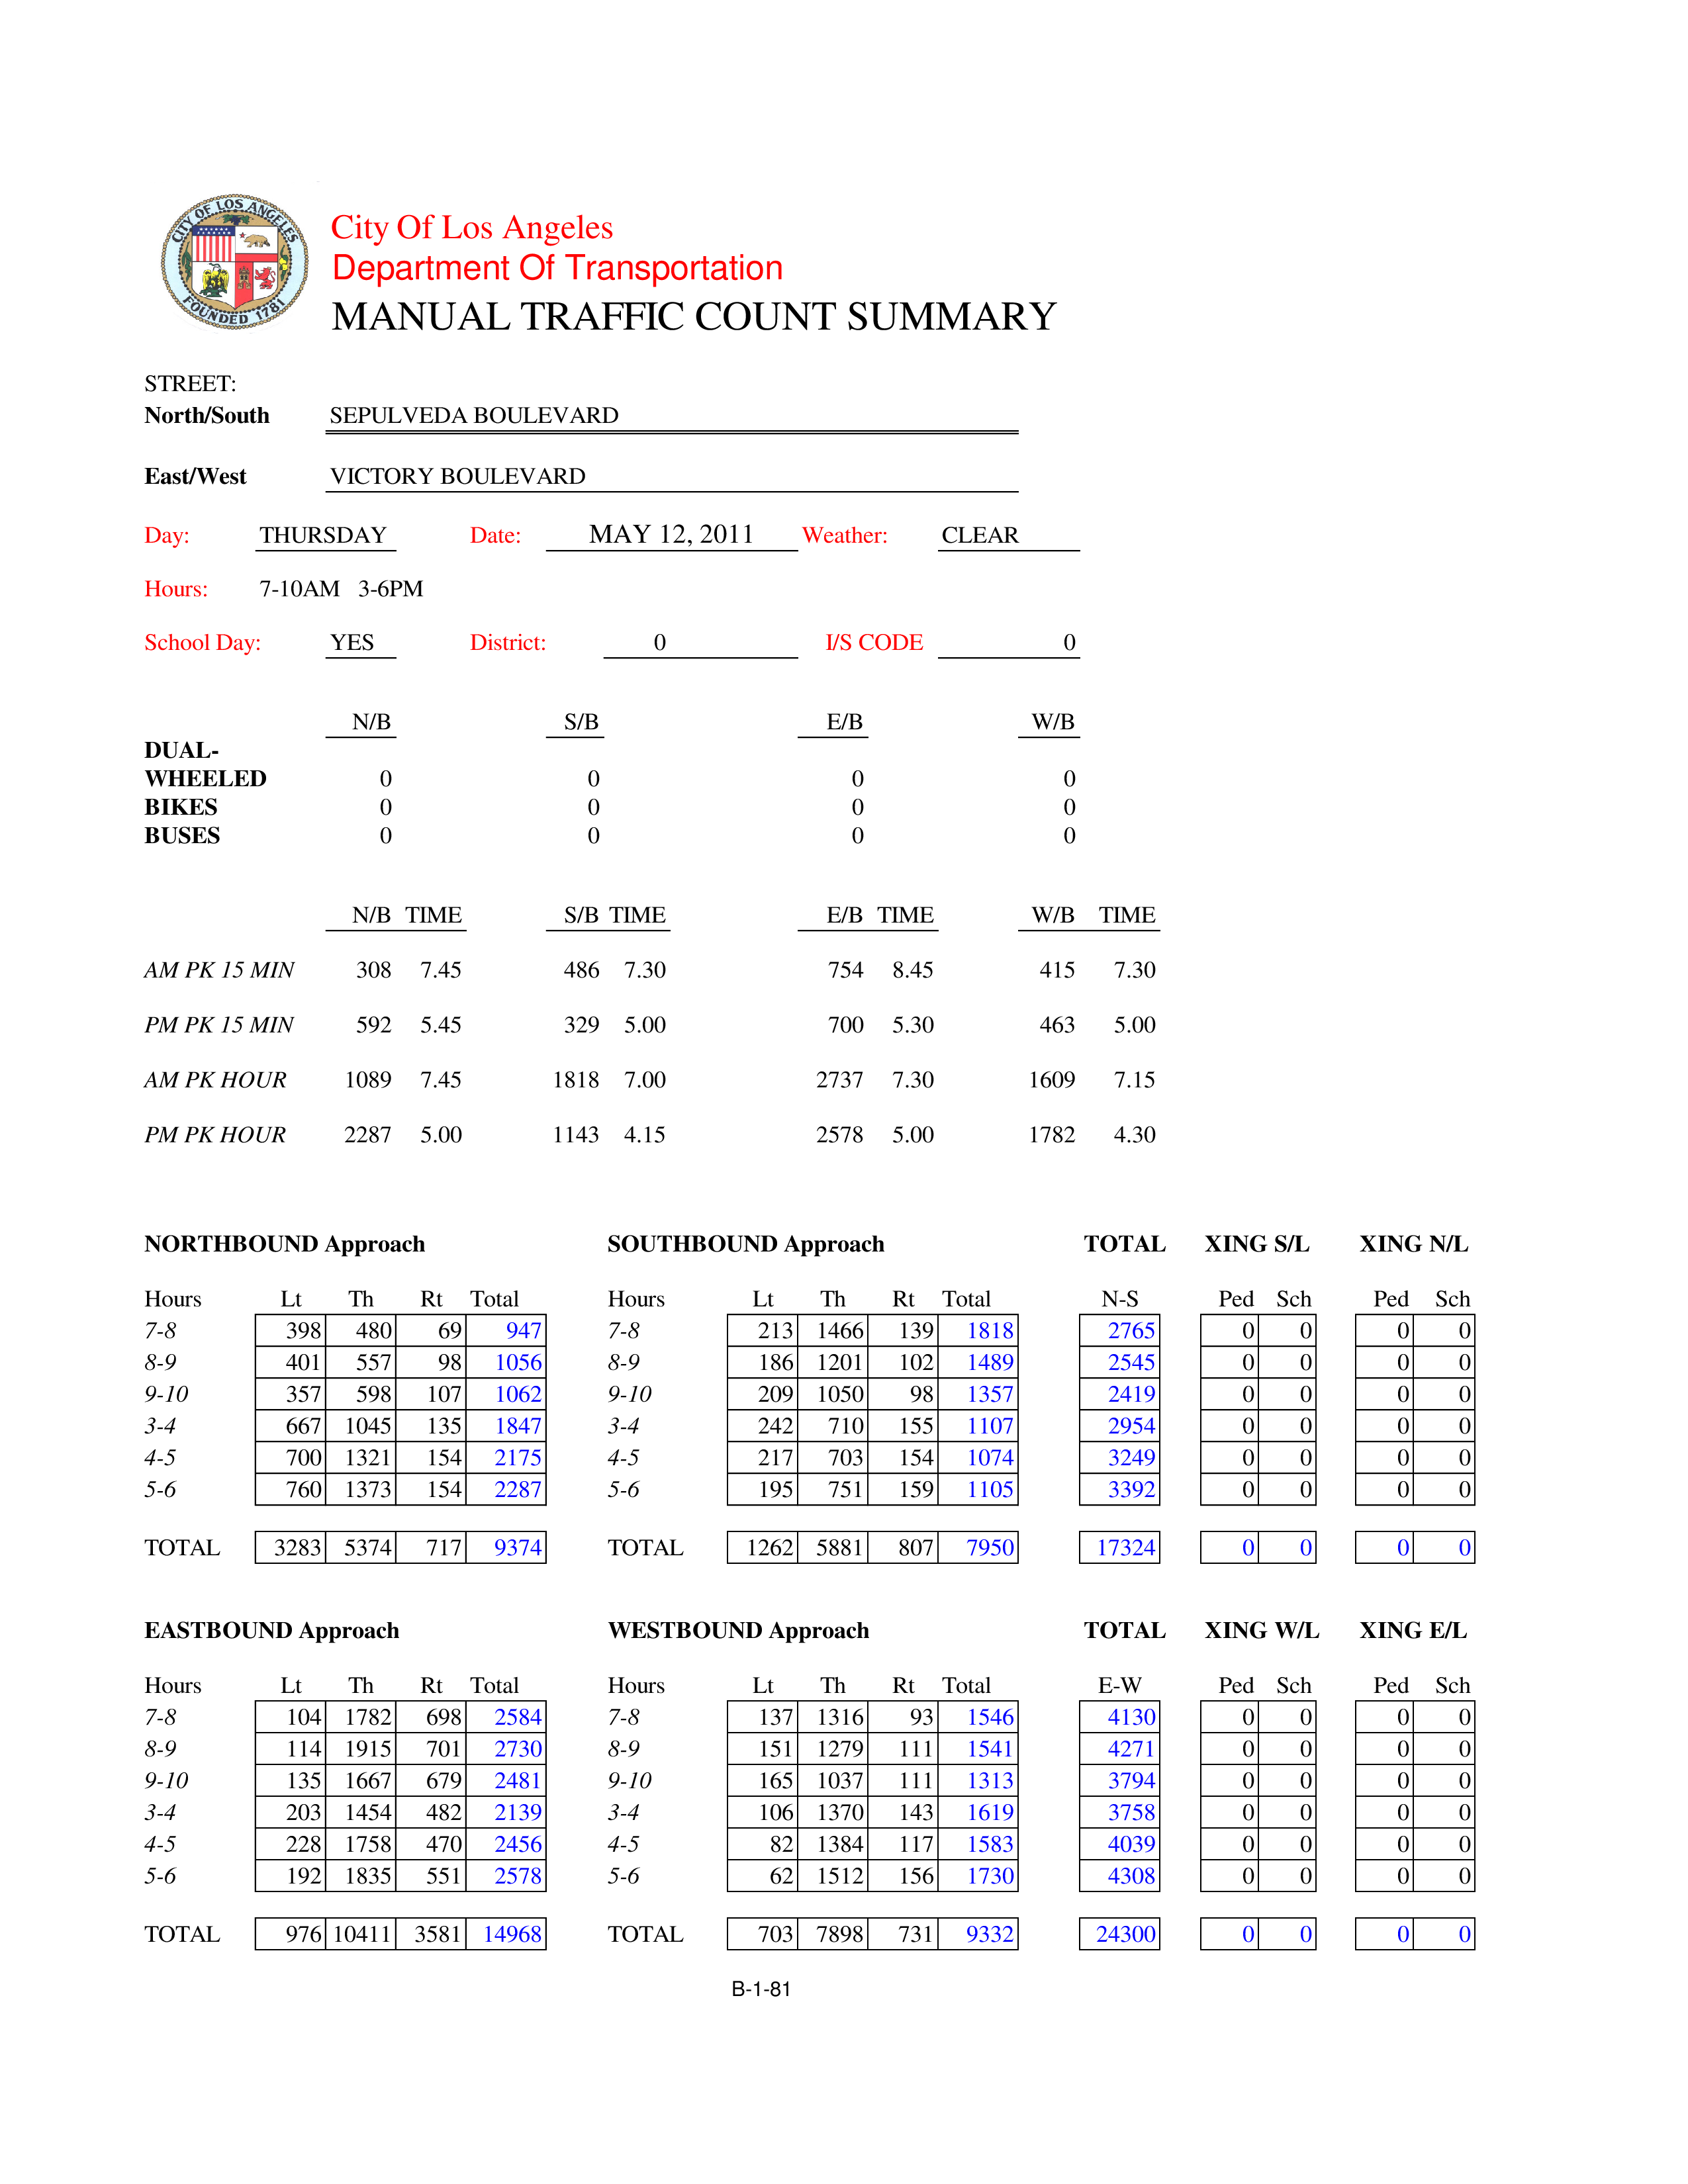 CITY OF LOS ANGELES
FOUNDED 1781
City Of Los Angeles
Department Of Transportation
MANUAL TRAFFIC COUNT SUMMARY
STREET:
North/South SEPULVEDA BOULEVARD
East/West VICTORY BOULEVARD
Day: THURSDAY Date: MAY 12, 2011 Weather: CLEAR
Hours: 7-10AM 3-6PM
School Day: YES District: 0 I/S CODE 0
N/B S/B E/B W/B
DUAL-
WHEELED 0 0 0 0
BIKES 0 0 0 0
BUSES 0 0 0 0
N/B TIME S/B TIME E/B TIME W/B TIME
AM PK 15 MIN 308 7.45 486 7.30 754 8.45 415 7.30
PM PK 15 MIN 592 5.45 329 5.00 700 5.30 463 5.00
AM PK HOUR 1089 7.45 1818 7.00 2737 7.30 1609 7.15
PM PK HOUR 2287 5.00 1143 4.15 2578 5.00 1782 4.30
NORTHBOUND Approach SOUTHBOUND Approach TOTAL XING S/L XING N/L
Hours Lt Th Rt Total Hours Lt Th Rt Total N-S Ped Sch Ped Sch
7-8 398 480 69 947 7-8 213 1466 139 1818 2765 0 0 0 0
8-9 401 557 98 1056 8-9 186 1201 102 1489 2545 0 0 0 0
9-10 357 598 107 1062 9-10 209 1050 98 1357 2419 0 0 0 0
3-4 667 1045 135 1847 3-4 242 710 155 1107 2954 0 0 0 0
4-5 700 1321 154 2175 4-5 217 703 154 1074 3249 0 0 0 0
5-6 760 1373 154 2287 5-6 195 751 159 1105 3392 0 0 0 0
TOTAL 3283 5374 717 9374 TOTAL 1262 5881 807 7950 17324 0 0 0 0
EASTBOUND Approach WESTBOUND Approach TOTAL XING W/L XING E/L
Hours Lt Th Rt Total Hours Lt Th Rt Total E-W Ped Sch Ped Sch
7-8 104 1782 698 2584 7-8 137 1316 93 1546 4130 0 0 0 0
8-9 114 1915 701 2730 8-9 151 1279 111 1541 4271 0 0 0 0
9-10 135 1667 679 2481 9-10 165 1037 111 1313 3794 0 0 0 0
3-4 203 1454 482 2139 3-4 106 1370 143 1619 3758 0 0 0 0
4-5 228 1758 470 2456 4-5 82 1384 117 1583 4039 0 0 0 0
5-6 192 1835 551 2578 5-6 62 1512 156 1730 4308 0 0 0 0
TOTAL 976 10411 3581 14968 TOTAL 703 7898 731 9332 24300 0 0 0 0
B-1-81